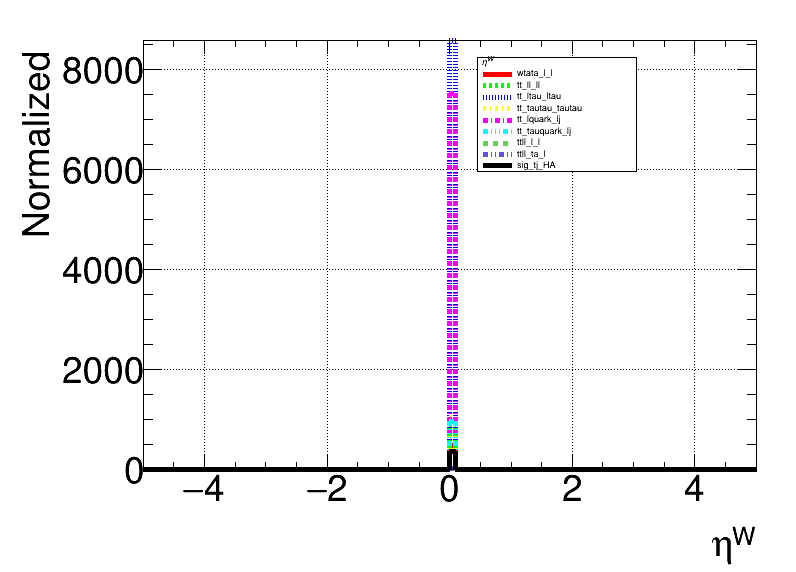 Normalized
8000
6000
4000
2000
0
−4
−2
0
2
4
η^W
η^W
wtata_l_l
tt_ll_ll
tt_ltau_ltau
tt_tautau_tautau
tt_lquark_lj
tt_tauquark_lj
ttll_l_l
ttll_ta_l
sig_tj_HA